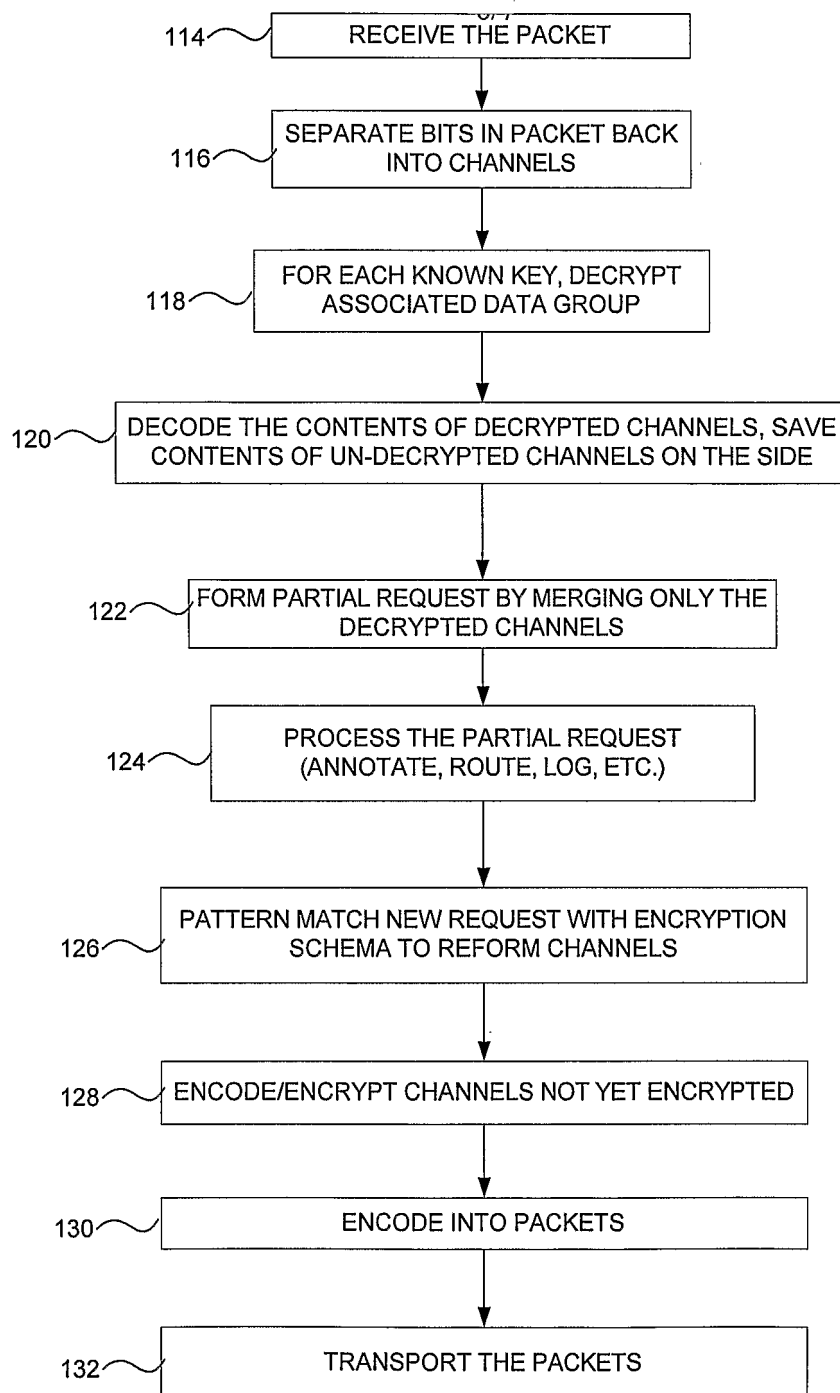 114
RECEIVE THE PACKET
116
SEPARATE BITS IN PACKET BACK
INTO CHANNELS
118
FOR EACH KNOWN KEY, DECRYPT
ASSOCIATED DATA GROUP
120
DECODE THE CONTENTS OF DECRYPTED CHANNELS, SAVE
CONTENTS OF UN-DECRYPTED CHANNELS ON THE SIDE
122
FORM PARTIAL REQUEST BY MERGING ONLY THE
DECRYPTED CHANNELS
124
PROCESS THE PARTIAL REQUEST
(ANNOTATE, ROUTE, LOG, ETC.)
126
PATTERN MATCH NEW REQUEST WITH ENCRYPTION
SCHEMA TO REFORM CHANNELS
128
ENCODE/ENCRYPT CHANNELS NOT YET ENCRYPTED
130
ENCODE INTO PACKETS
132
TRANSPORT THE PACKETS